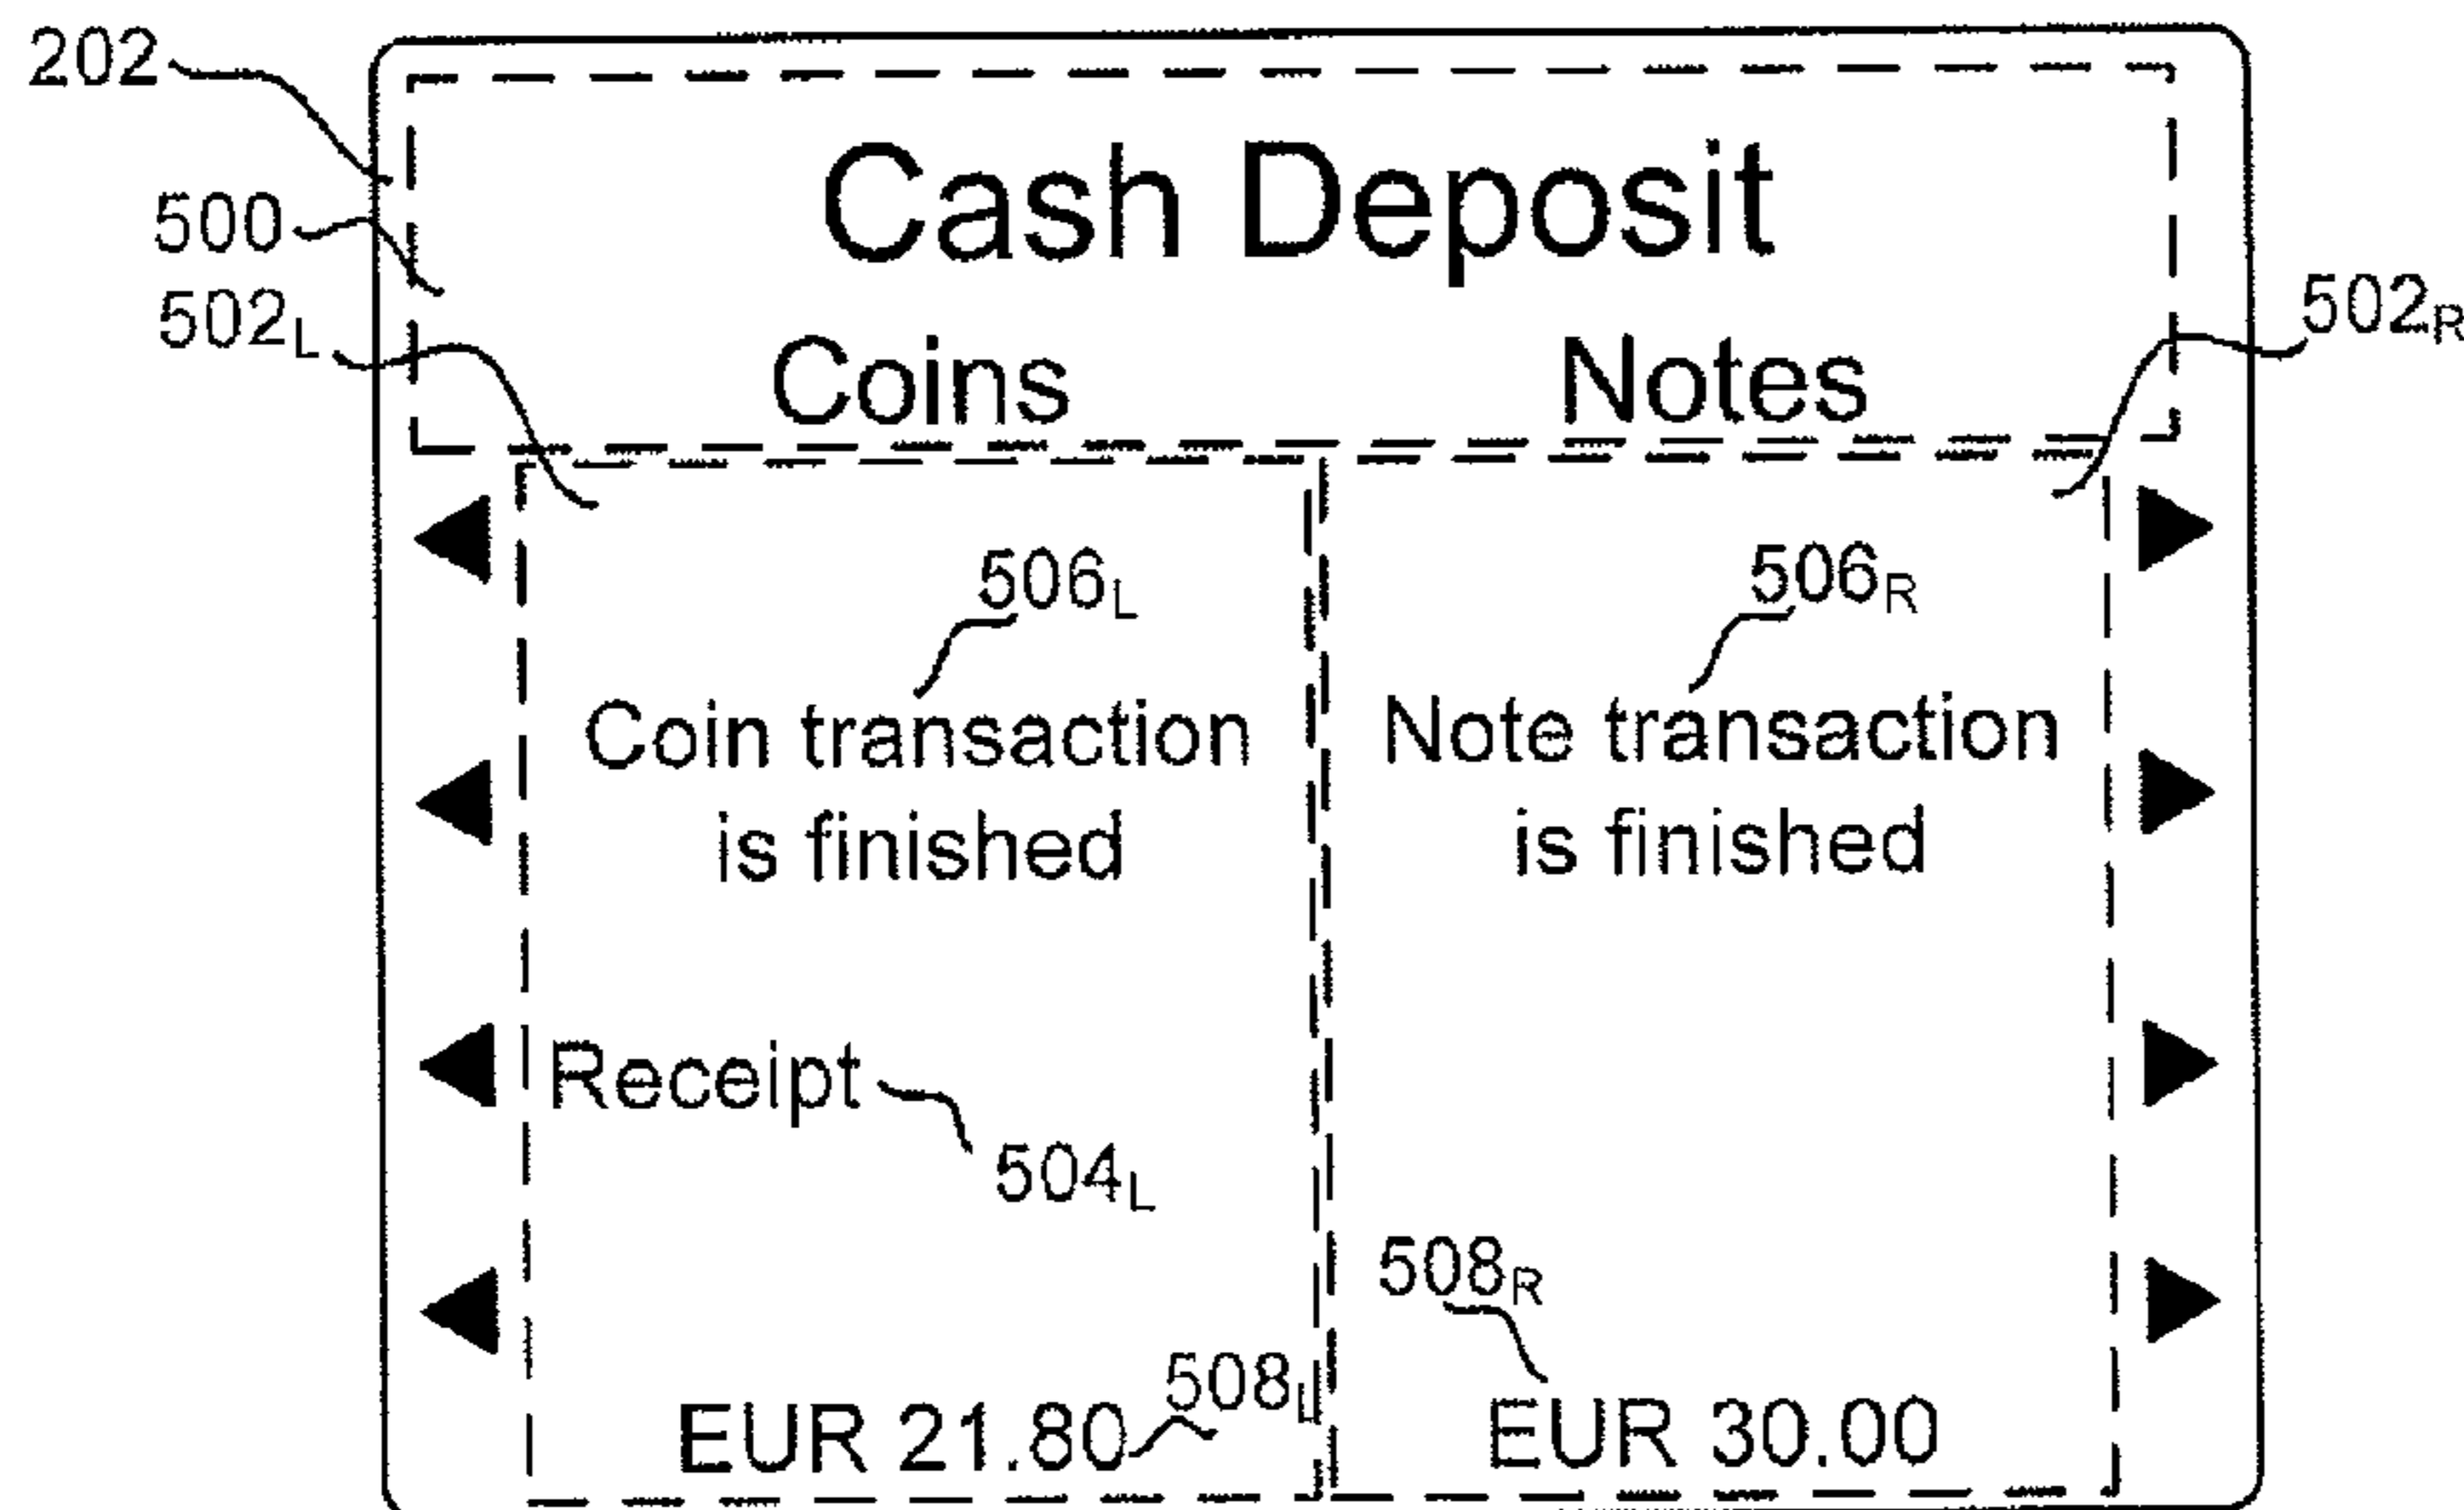 202
Cash Deposit
500
502L
502R
Coins Notes
506L 506R
Coin transaction Note transaction
is finished is finished
Receipt
504L
508R
508L
EUR 21.80 EUR 30.00